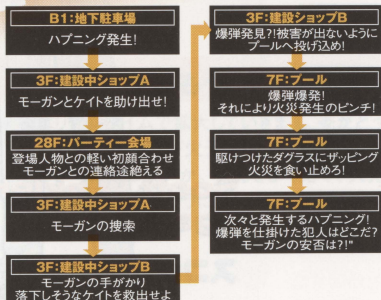 B1:地下駐車場
ハプニング発生!
3F:建設中ショップA
モーガンとケイトを助け出せ!
28F:パーティー会場
登場人物との軽い初顔合わせ
モーガンとの連絡途絶える
3F:建設中ショップA
モーガンの捜索
3F:建設中ショップB
モーガンの手がかり
落下しそうなケイトを救出せよ
3F:建設ショップB
爆弾発見?!被害が出ないように
プールへ投げ込め!
7F:プール
爆弾爆発!
それにより火災発生のピンチ!
7F:プール
駆けつけたダグラスにザッピング
火災を食い止めろ!
7F:プール
次々と発生するハプニング!
爆弾を仕掛けた犯人はどこだ?
モーガンの安否は?!"